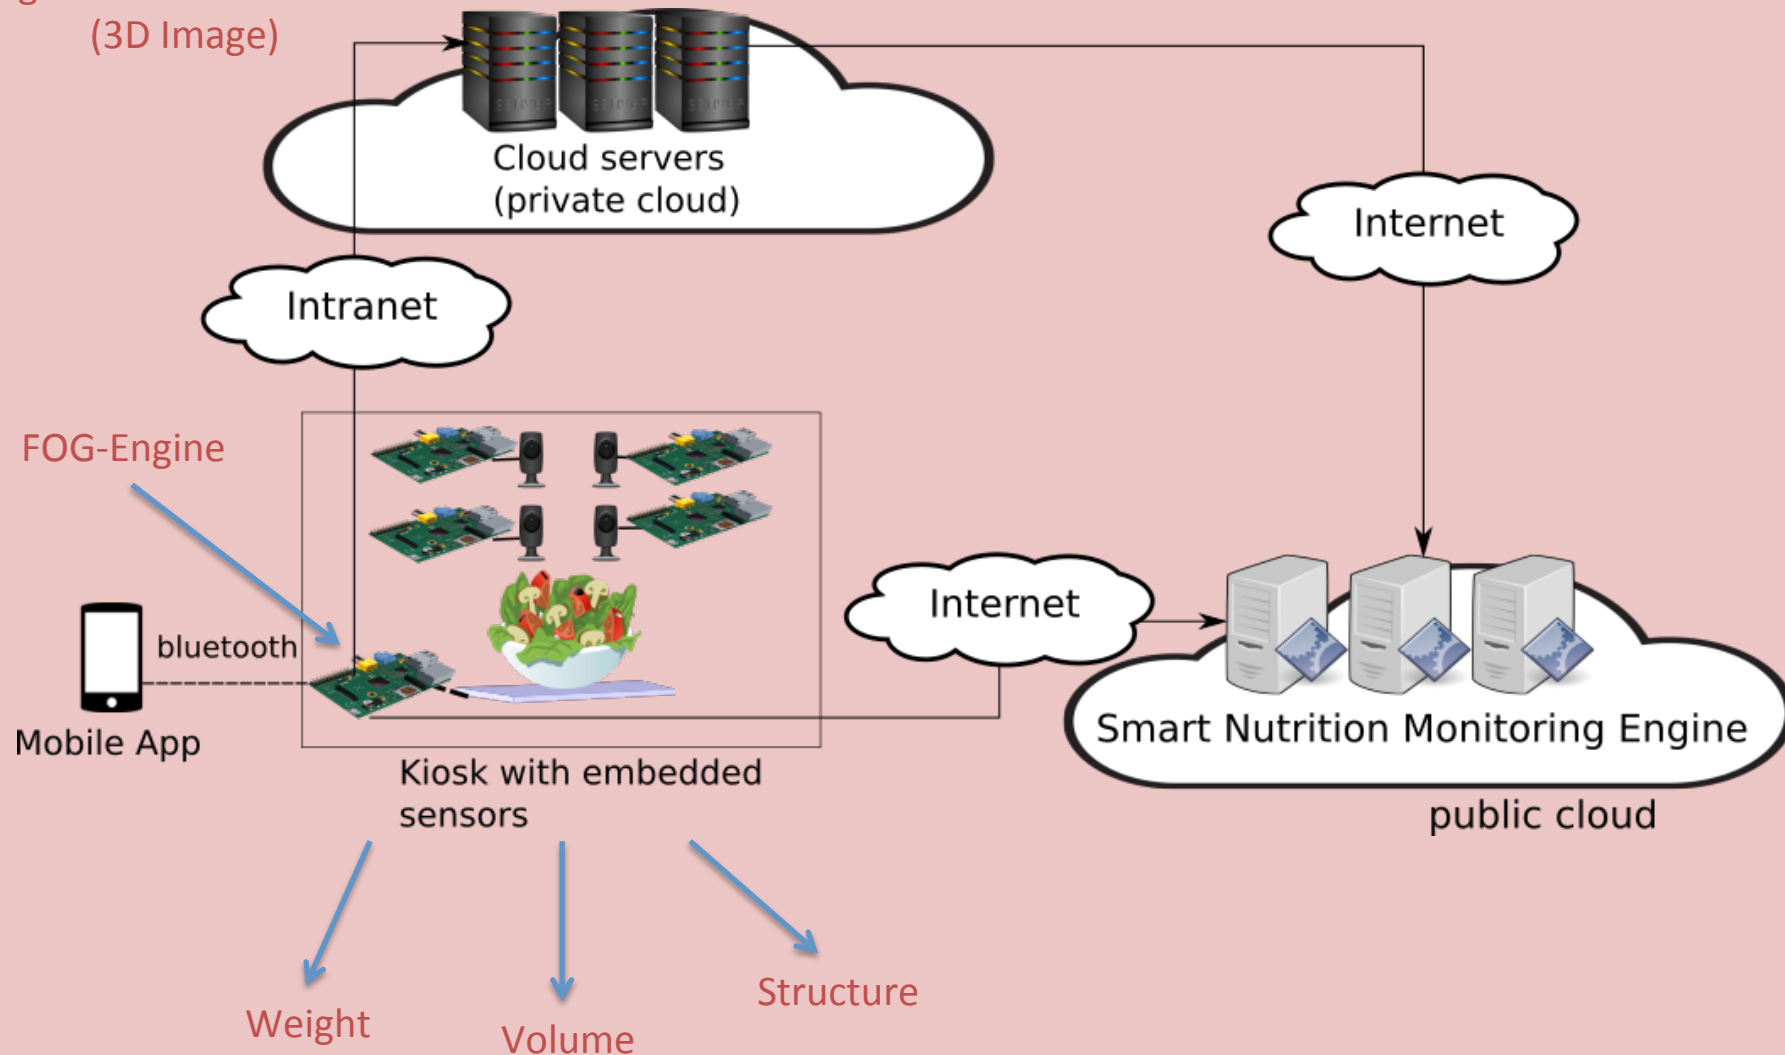 (3D Image)
Cloud servers
(private cloud)
Internet
Intranet
FOG-Engine
bluetooth
Mobile App
Internet
Smart Nutrition Monitoring Engine
public cloud
Kiosk with embedded
sensors
Structure
Weight
Volume